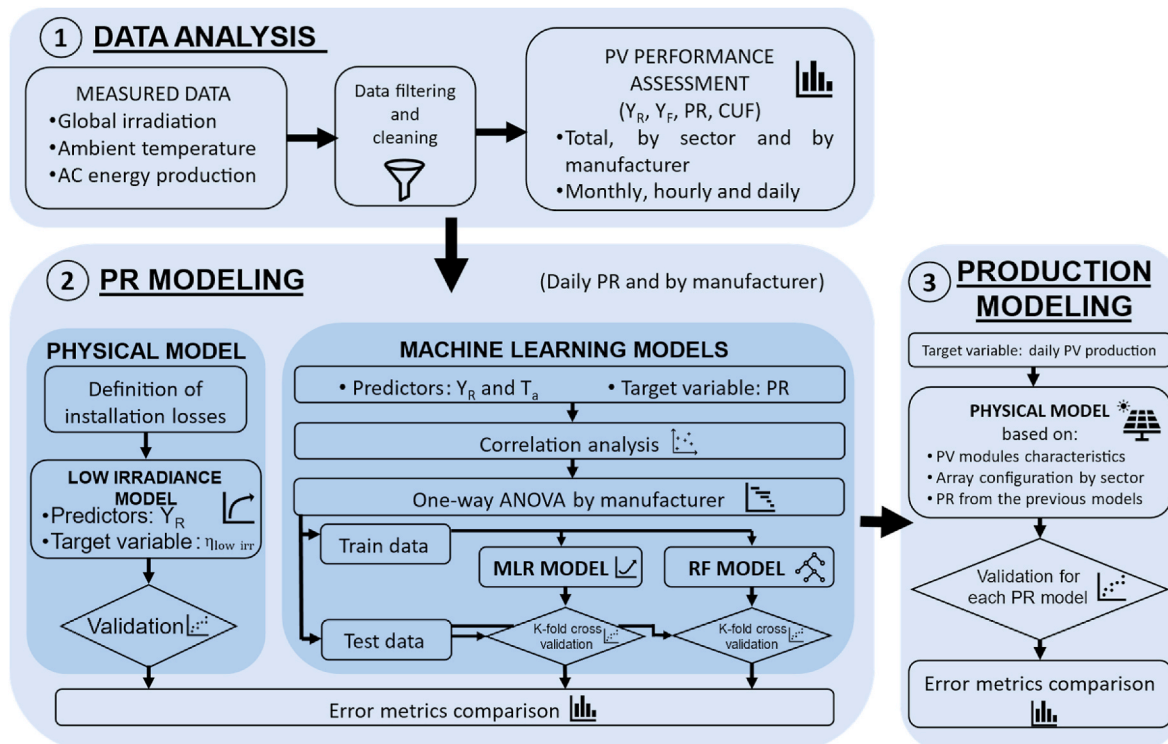 1 DATA ANALYSIS
MEASURED DATA
•Global irradiation
•Ambient temperature
•AC energy production
Data filtering
and
cleaning
PV PERFORMANCE
ASSESSMENT
(Y_R, Y_F, PR, CUF)
•Total, by sector and by
manufacturer
•Monthly, hourly and daily
2 PR MODELING
(Daily PR and by manufacturer)
PHYSICAL MODEL
Definition of
installation losses
LOW IRRADIANCE
MODEL
•Predictors: Y_R
•Target variable: η_low irr
Validation
MACHINE LEARNING MODELS
• Predictors: Y_R and T_a • Target variable: PR
Correlation analysis
One-way ANOVA by manufacturer
Train data
MLR MODEL
RF MODEL
Test data
K-fold cross
validation
K-fold cross
validation
Error metrics comparison
3 PRODUCTION
MODELING
Target variable: daily PV production
PHYSICAL MODEL
based on:
• PV modules characteristics
• Array configuration by sector
• PR from the previous models
Validation for
each PR model
Error metrics comparison